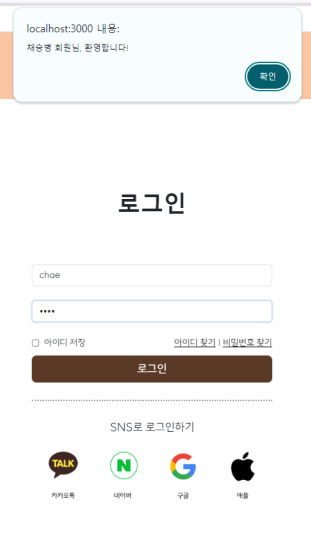 localhost:3000 내용:
채승병 회원님, 환영합니다!
확인
로그인
chae
••••
아이디 저장 아이디 찾기 | 비밀번호 찾기
로그인
SNS로 로그인하기
TALK N G
카카오톡 네이버 구글 애플